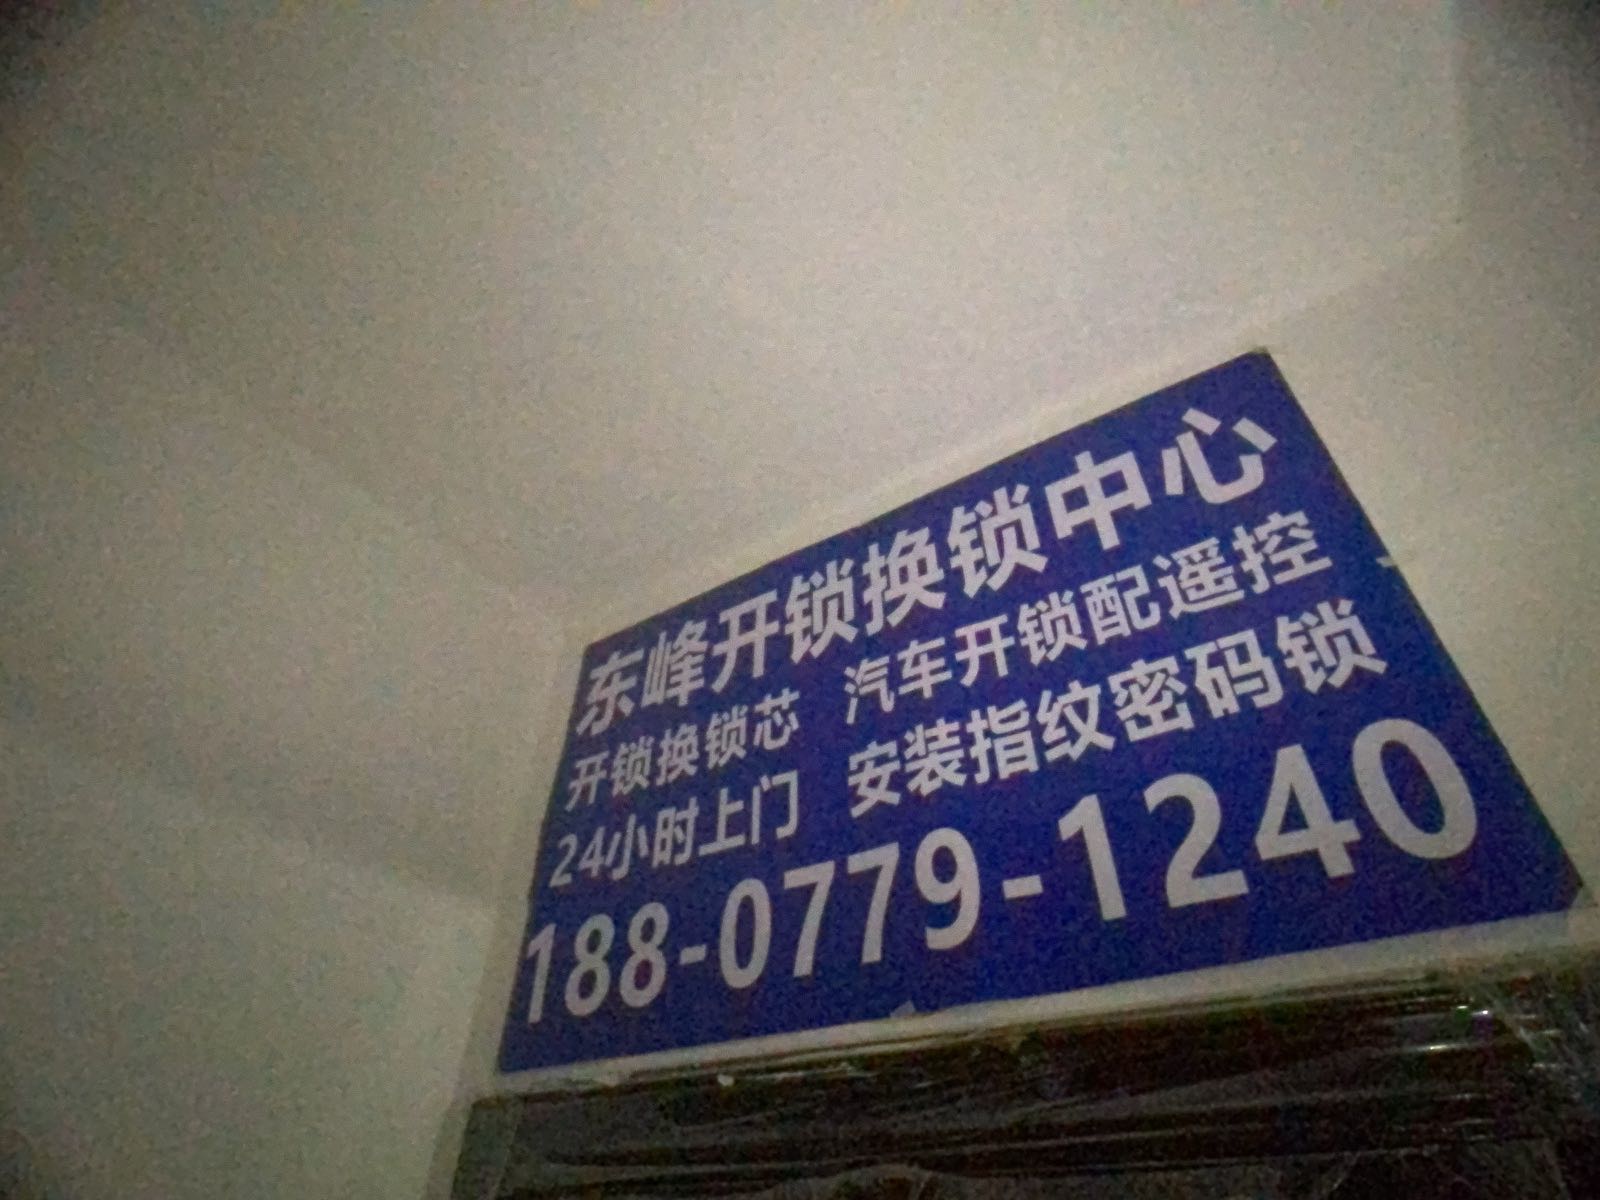 东峰开锁换锁中心
开锁换锁芯 汽车开锁配遥控
24小时上门 安装指纹密码锁
188-0779-1240